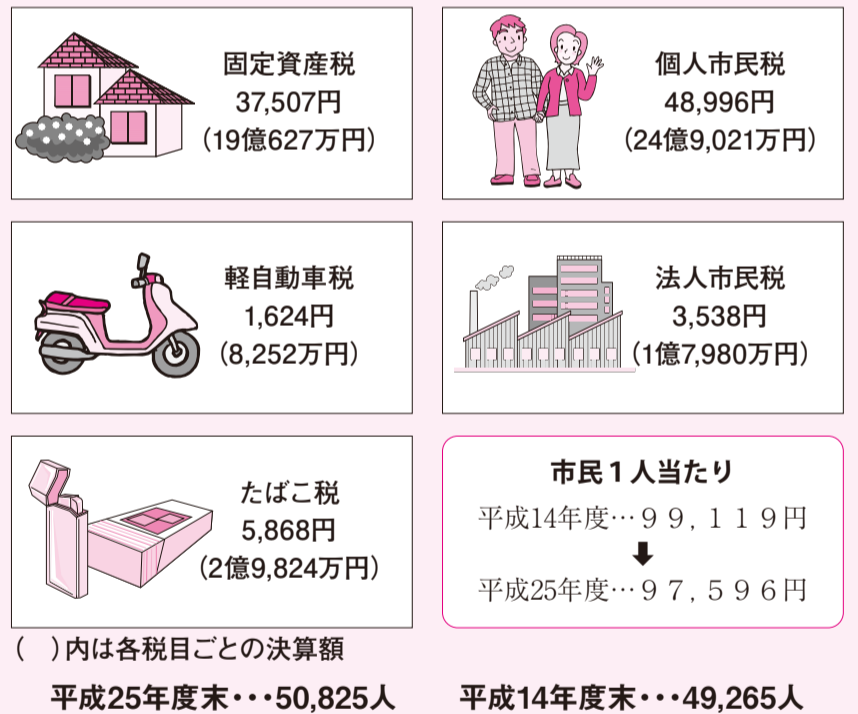 固定資産税
37,507円
(19億627万円)
個人市民税
48,996円
(24億9,021万円)
軽自動車税
1,624円
(8,252万円)
法人市民税
3,538円
(1億7,980万円)
たばこ税
5,868円
(2億9,824万円)
市民1人当たり
平成14年度…99,119円
平成25年度…97,596円
(　)内は各税目ごとの決算額
平成25年度末・・・50,825人
平成14年度末・・・49,265人